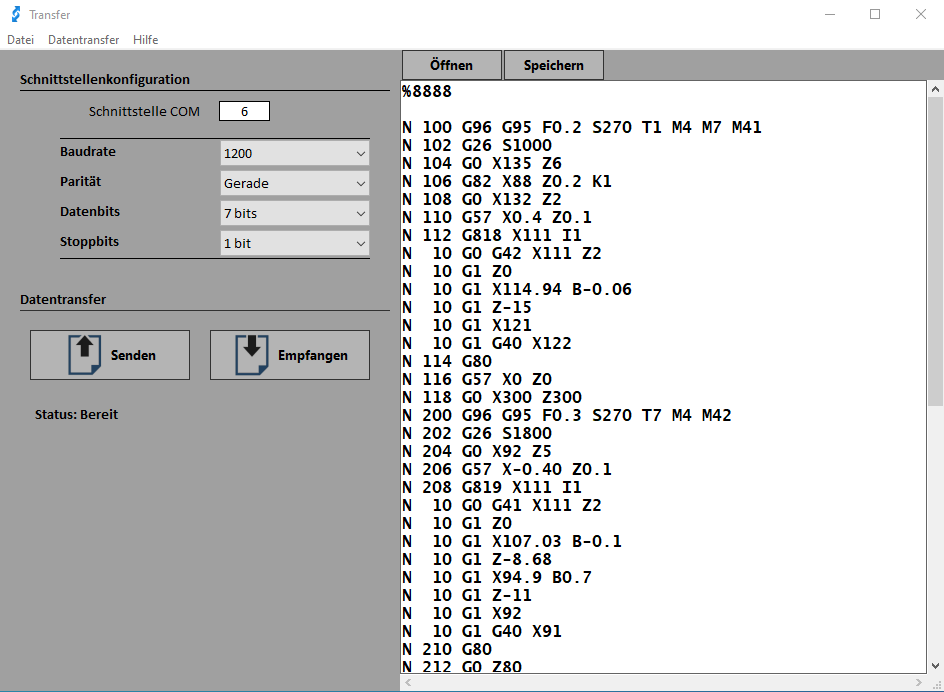 Transfer
Datei Datentransfer Hilfe
Schnittstellenkonfiguration
Schnittstelle COM 6
Baudrate 1200
Parität Gerade
Datenbits 7 bits
Stoppbits 1 bit
Datentransfer
Senden Empfangen
Status: Bereit
Öffnen Speichern
%8888
N 100 G96 G95 F0.2 S270 T1 M4 M7 M41
N 102 G26 S1000
N 104 G0 X135 Z6
N 106 G82 X88 Z0.2 K1
N 108 G0 X132 Z2
N 110 G57 X0.4 Z0.1
N 112 G818 X111 I1
N  10 G0 G42 X111 Z2
N  10 G1 Z0
N  10 G1 X114.94 B-0.06
N  10 G1 Z-15
N  10 G1 X121
N  10 G1 G40 X122
N 114 G80
N 116 G57 X0 Z0
N 118 G0 X300 Z300
N 200 G96 G95 F0.3 S270 T7 M4 M42
N 202 G26 S1800
N 204 G0 X92 Z5
N 206 G57 X-0.40 Z0.1
N 208 G819 X111 I1
N  10 G0 G41 X111 Z2
N  10 G1 Z0
N  10 G1 X107.03 B-0.1
N  10 G1 Z-8.68
N  10 G1 X94.9 B0.7
N  10 G1 Z-11
N  10 G1 X92
N  10 G1 G40 X91
N 210 G80
N 212 G0 Z80